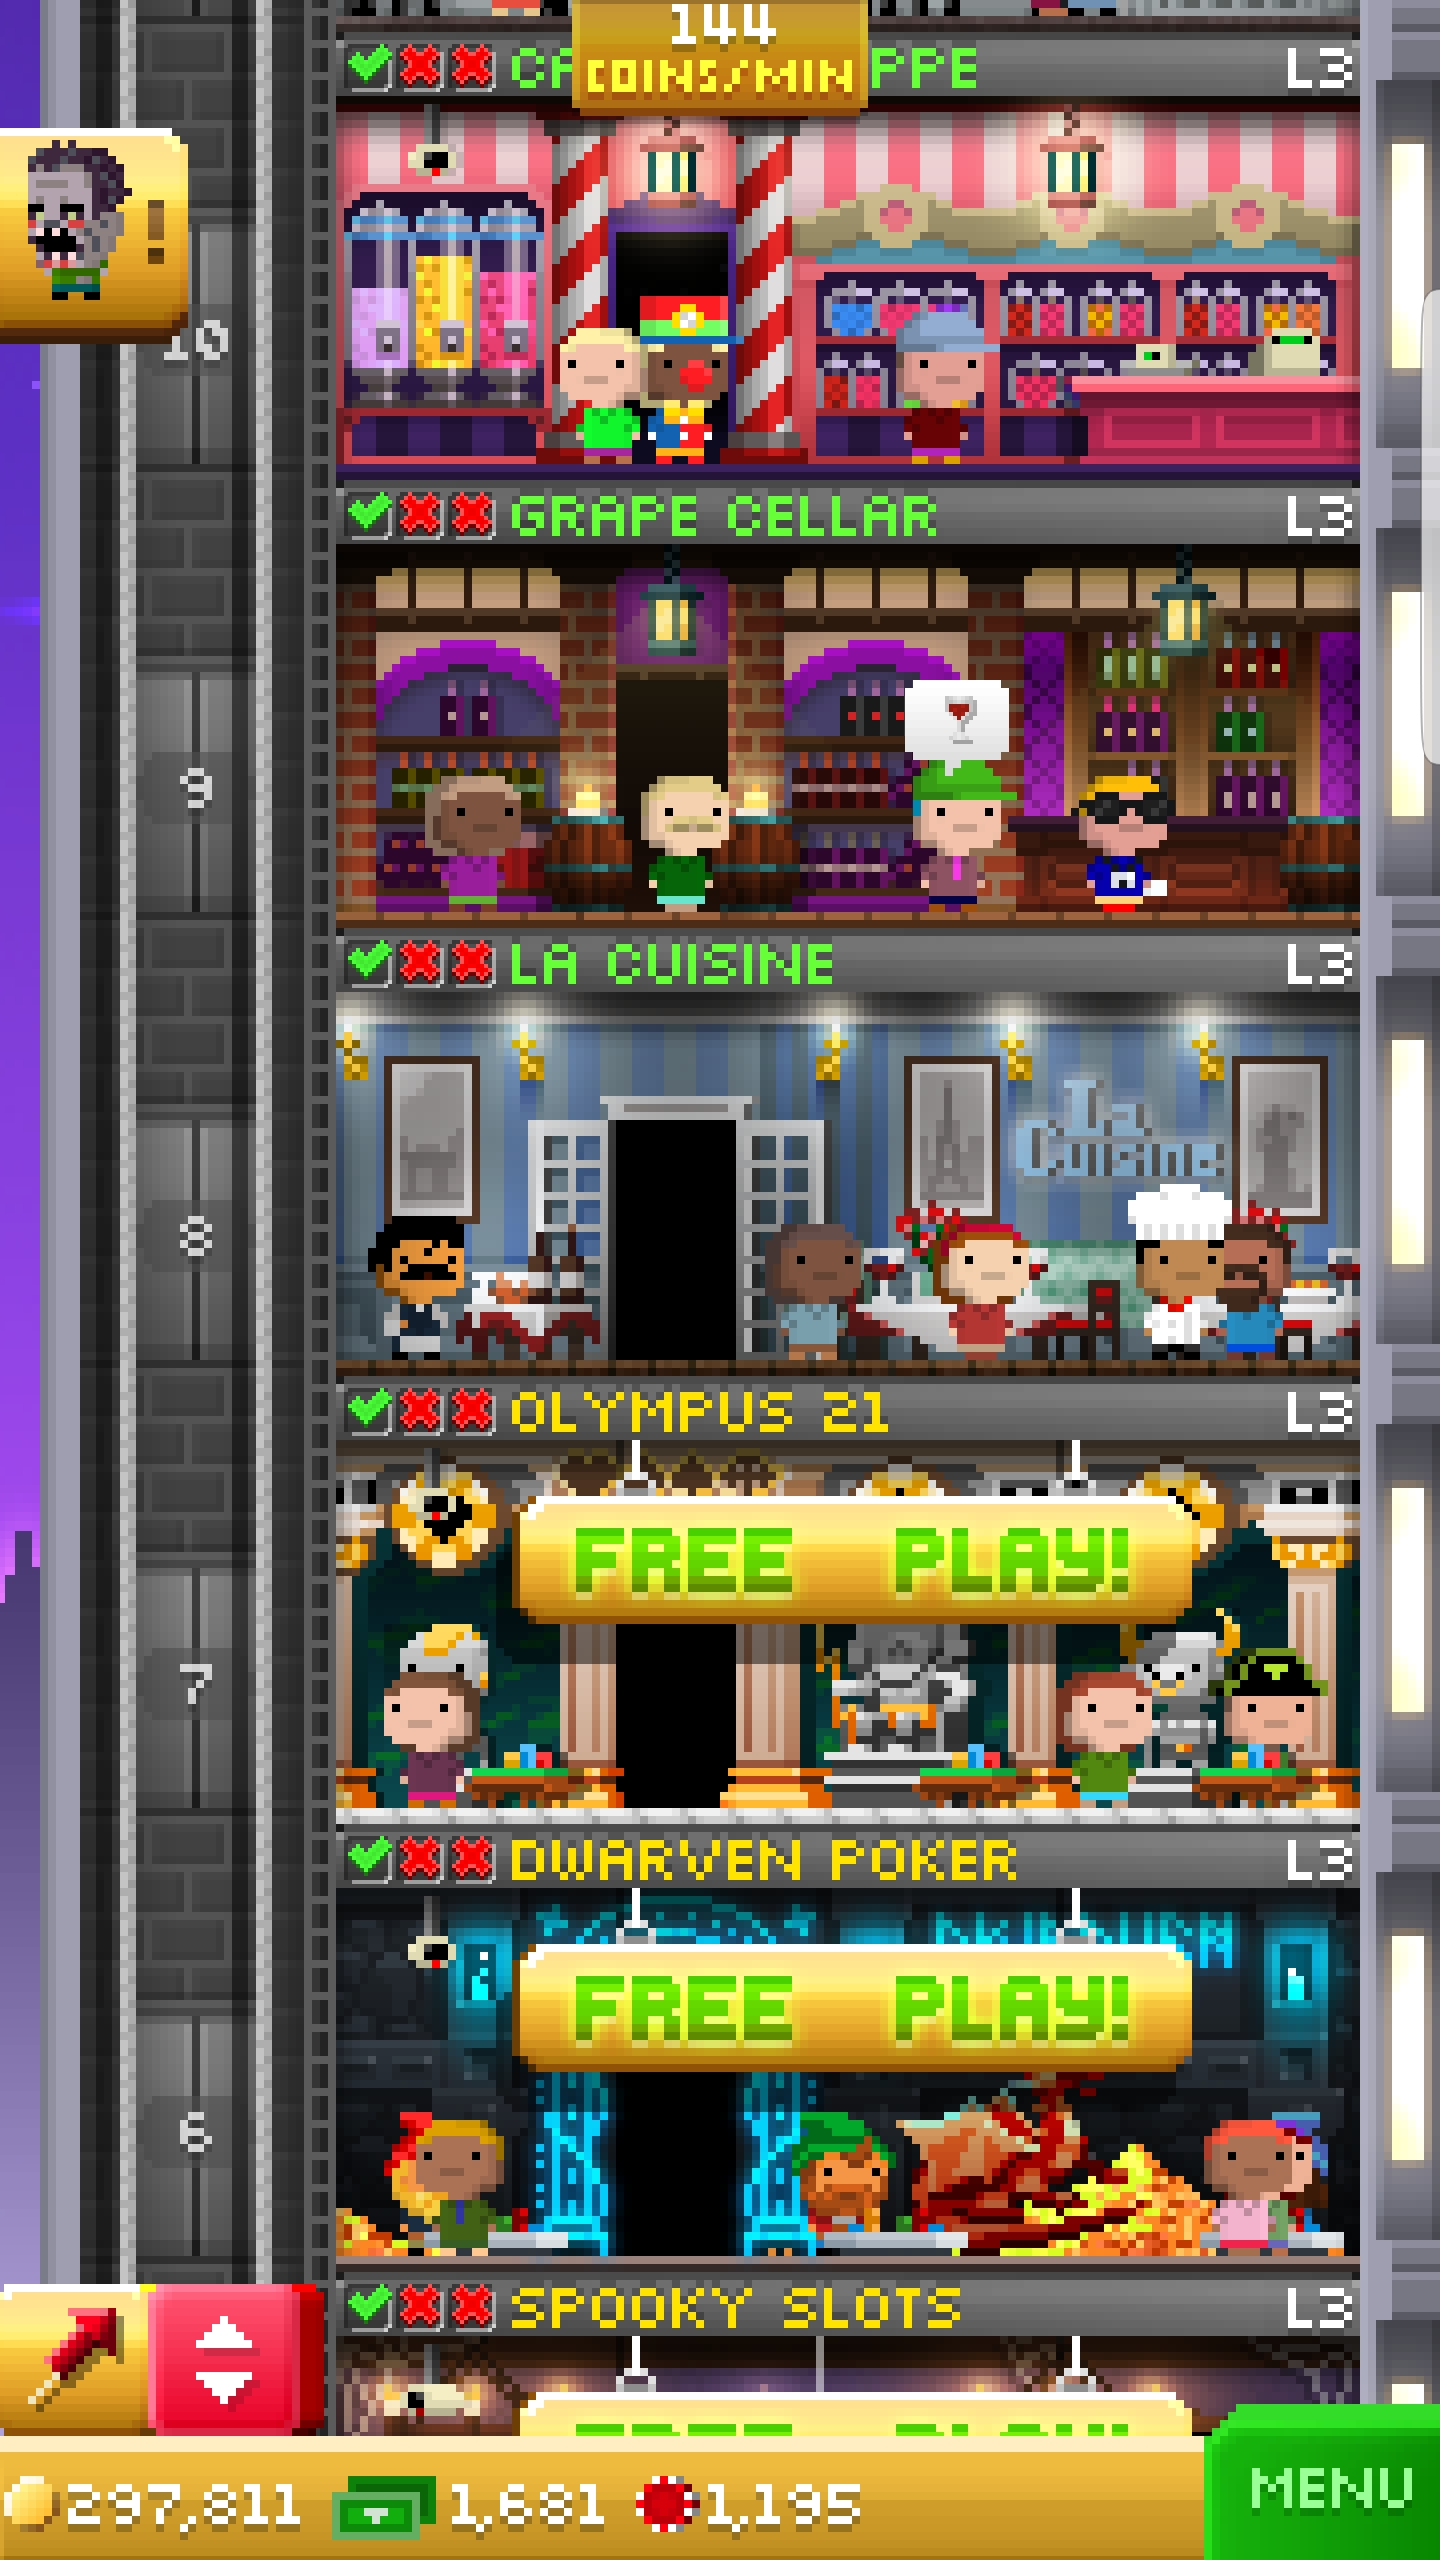 144
COINS/MIN
PPE L3
10
GRAPE CELLAR L3
9
LA CUISINE L3
La
Cuisine
8
OLYMPUS 21 L3
FREE PLAY!
7
DWARVEN POKER L3
FREE PLAY!
6
SPOOKY SLOTS L3
FREE PLAY!
297,811 1,681 1,195
MENU